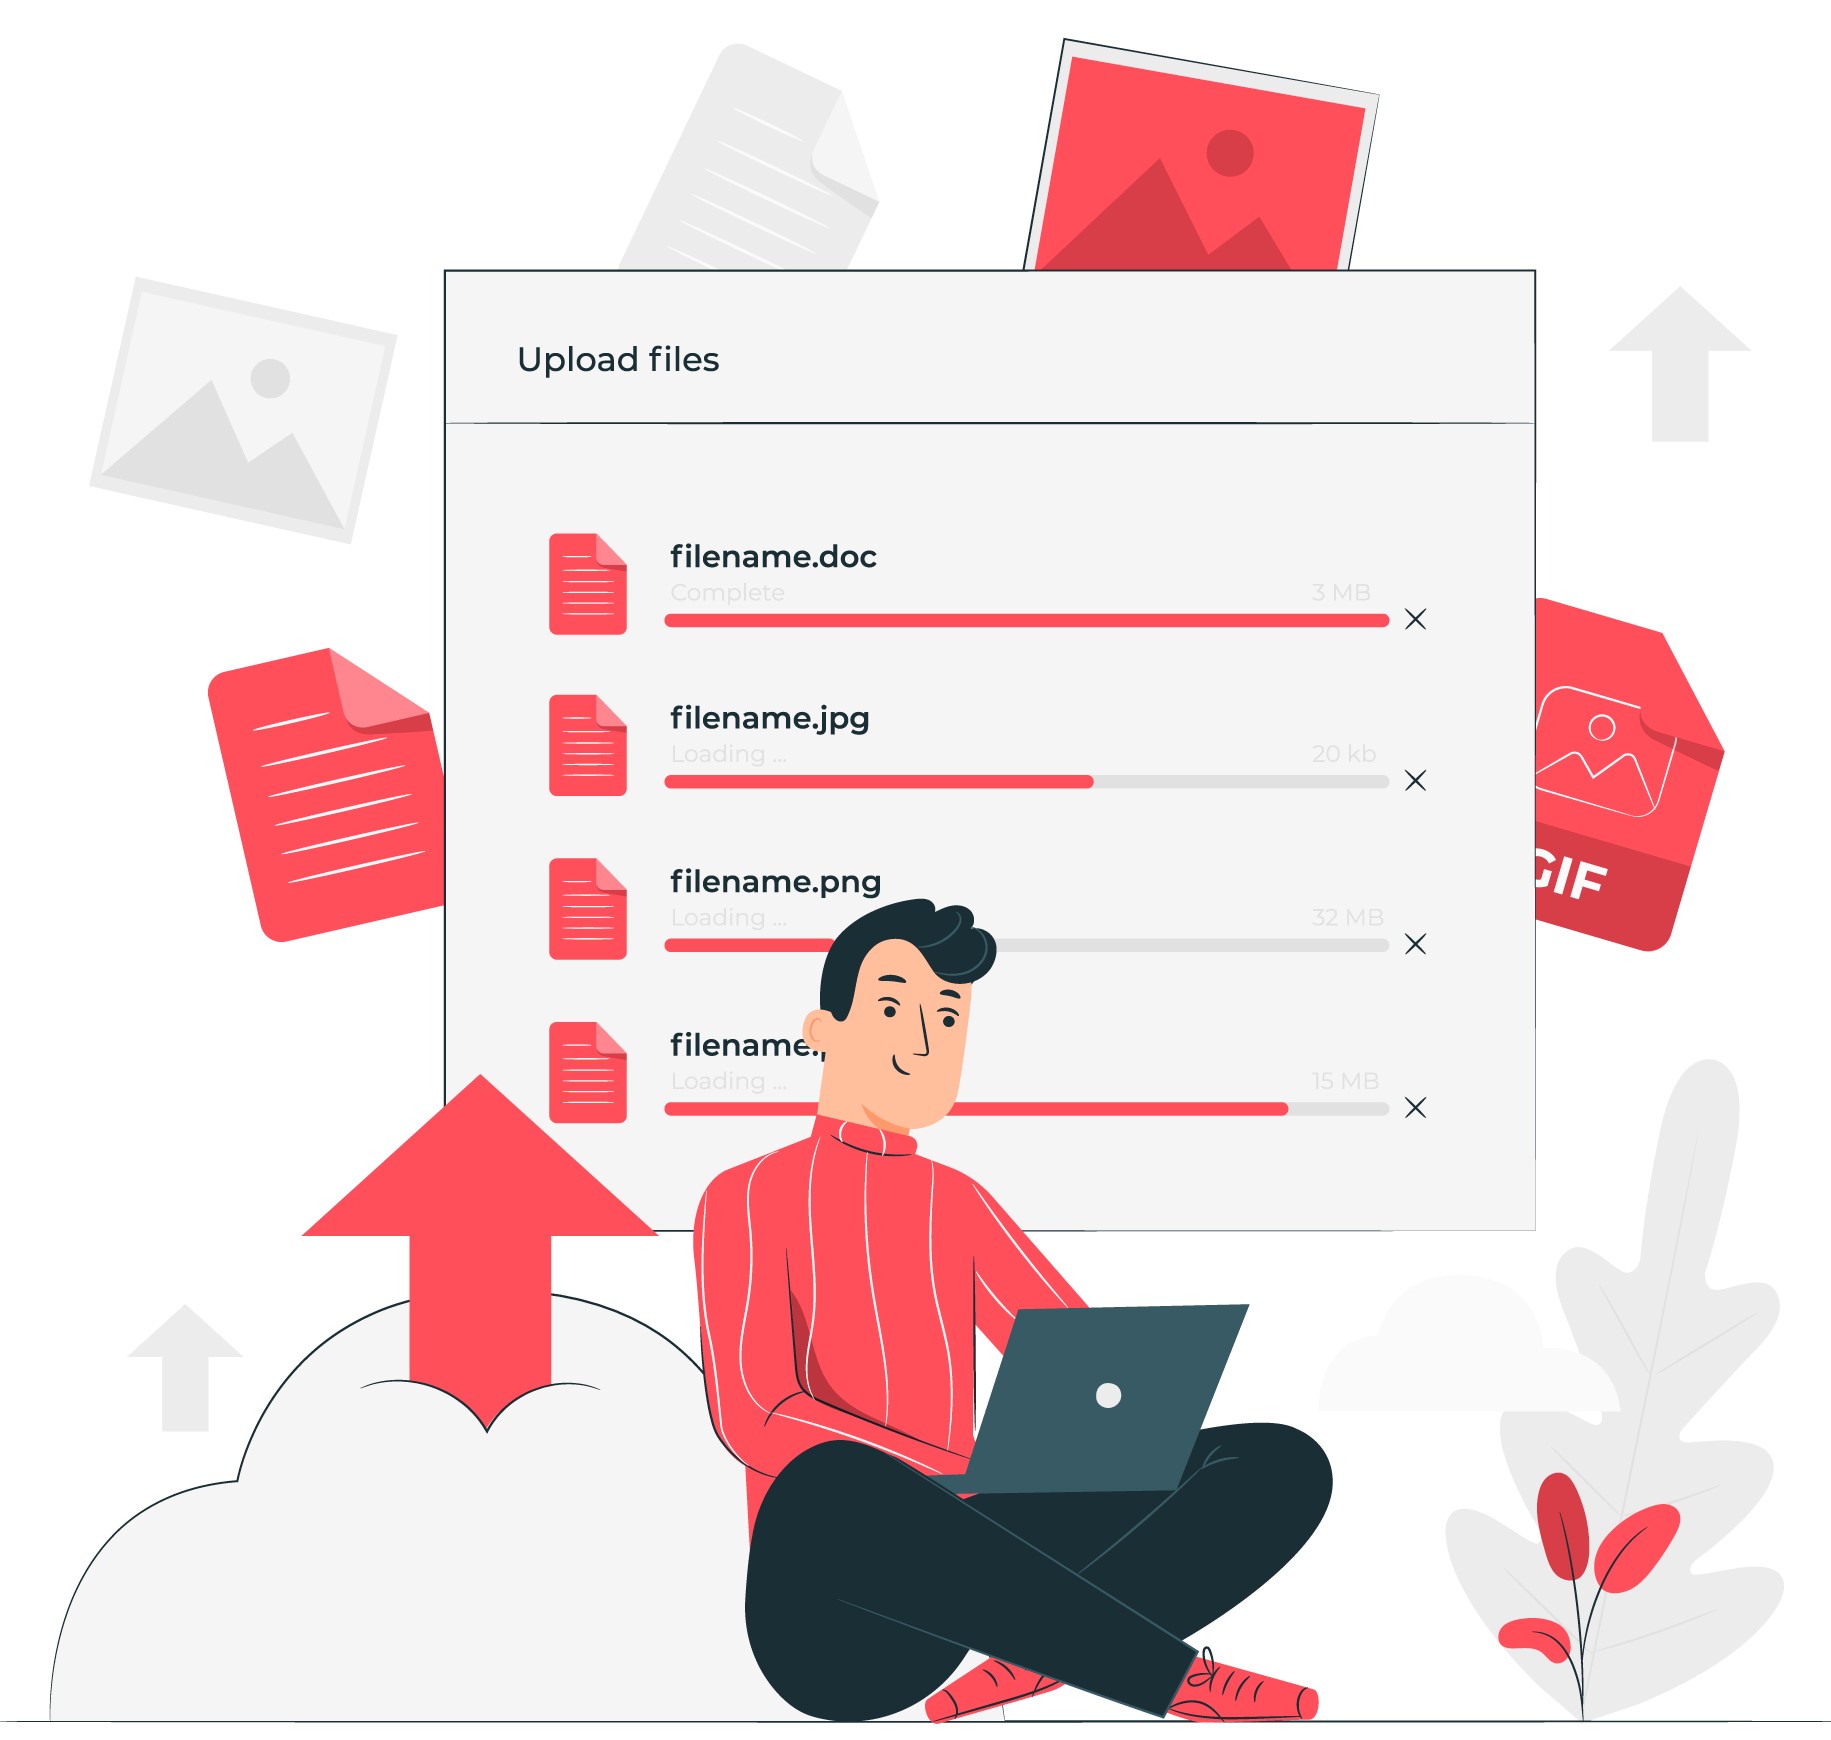 Upload files
filename.doc
Complete 3 MB
filename.jpg
Loading ... 20 kb
filename.png
Loading ... 32 MB
filename.
Loading ... 15 MB
GIF